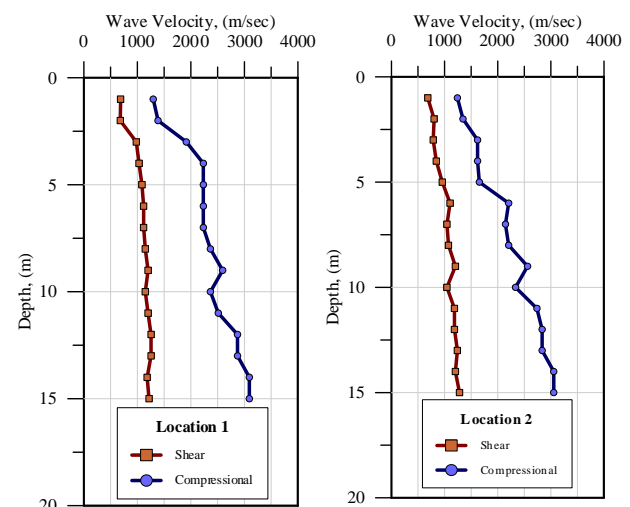 Wave Velocity, (m/sec)
0 1000 2000 3000 4000
0
5
10
15
20
Depth, (m)
Location 1
Shear
Compressional
Wave Velocity, (m/sec)
0 1000 2000 3000 4000
0
5
10
15
20
Depth, (m)
Location 2
Shear
Compressional